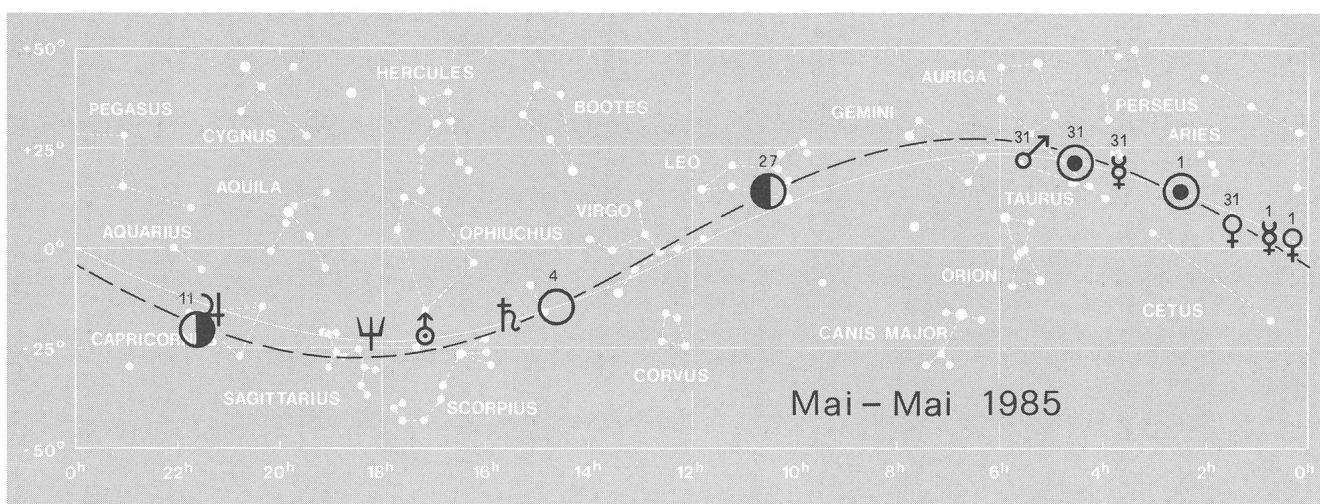 +50°
HERCULES
AURIGA
PEGASUS
BOOTES
GEMINI
PERSEUS
CYGNUS
31
31
31
ARIES
+25°
LEO
27
1
AQUILA
TAURUS
31
VIRGO
1
1
AQUARIUS
OPHIUCHUS
0°
ORION
11
4
CETUS
CAPRICORN
CANIS MAJOR
-25°
CORVUS
SAGITTARIUS
SCORPIUS
Mai – Mai 1985
-50°
0h 22h 20h 18h 16h 14h 12h 10h 8h 6h 4h 2h 0h